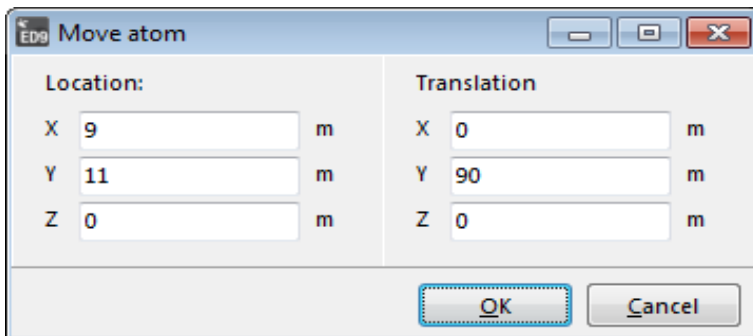 ED9 Move atom
Location: Translation
X 9 m X 0 m
Y 11 m Y 90 m
Z 0 m Z 0 m
OK Cancel